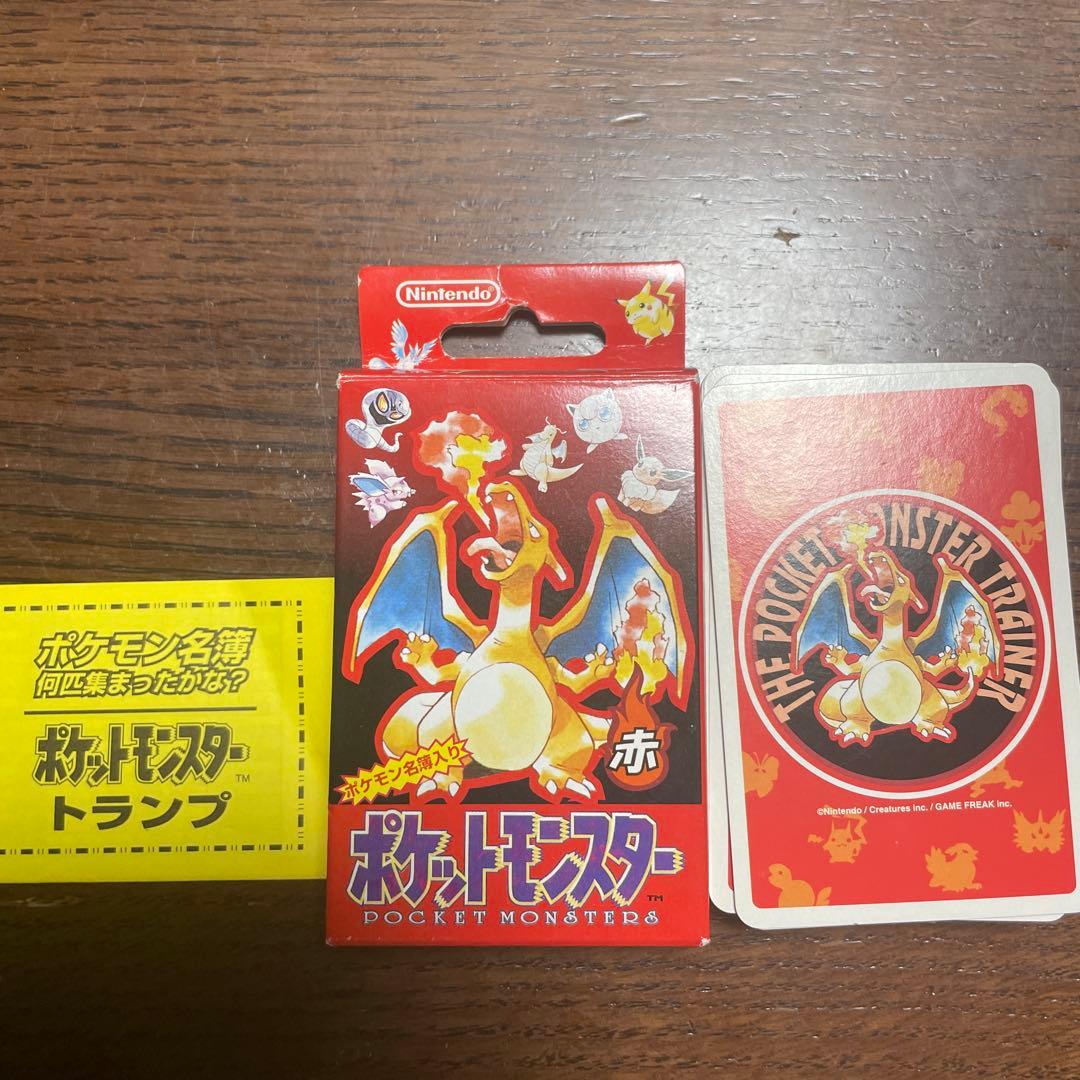 ポケモン名簿
何匹集まったかな?
ポケットモンスター™
トランプ
Nintendo®
赤
ポケモン名簿入り
ポケットモンスター™
POCKET MONSTERS
THE POCKET MONSTER TRAINER
©Nintendo / Creatures inc. / GAME FREAK inc.